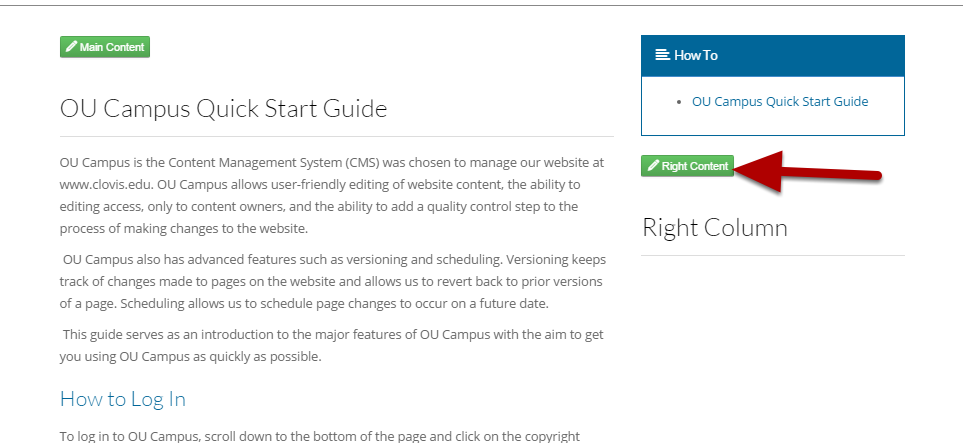 Main Content
OU Campus Quick Start Guide
OU Campus is the Content Management System (CMS) was chosen to manage our website at
www.clovis.edu. OU Campus allows user-friendly editing of website content, the ability to
editing access, only to content owners, and the ability to add a quality control step to the
process of making changes to the website.
OU Campus also has advanced features such as versioning and scheduling. Versioning keeps
track of changes made to pages on the website and allows us to revert back to prior versions
of a page. Scheduling allows us to schedule page changes to occur on a future date.
This guide serves as an introduction to the major features of OU Campus with the aim to get
you using OU Campus as quickly as possible.
How to Log In
To log in to OU Campus, scroll down to the bottom of the page and click on the copyright
How To
OU Campus Quick Start Guide
Right Content
Right Column